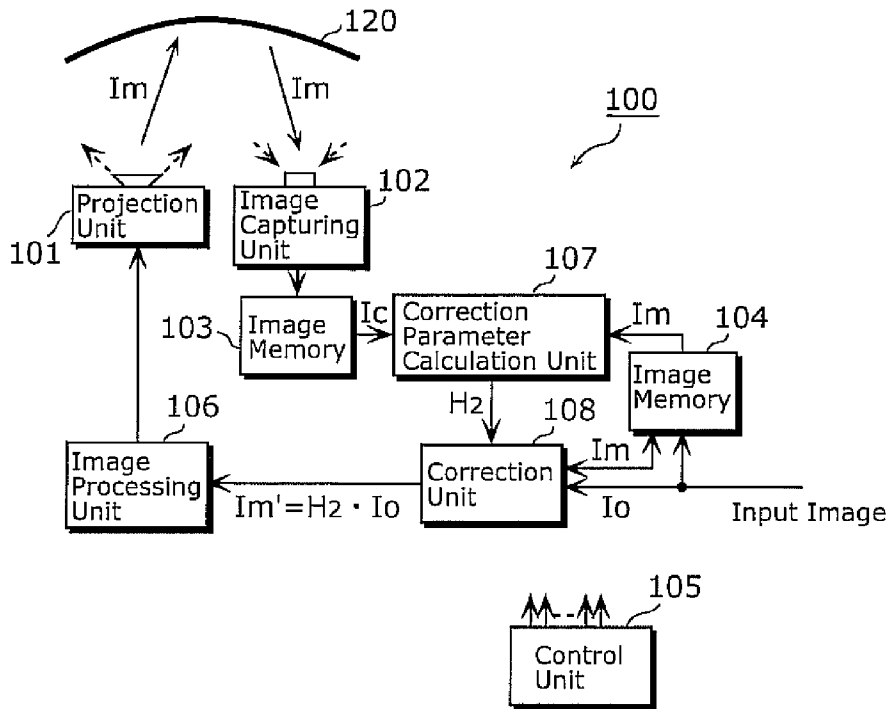 120
Im
Im
100
Projection
Unit
101
Image
Capturing
Unit
102
107
103
Image
Memory
Ic
Correction
Parameter
Calculation Unit
Im
104
Image
Memory
H2
108
106
Image
Processing
Unit
Im'=H2・Io
Correction
Unit
Im
Io
Input Image
105
Control
Unit